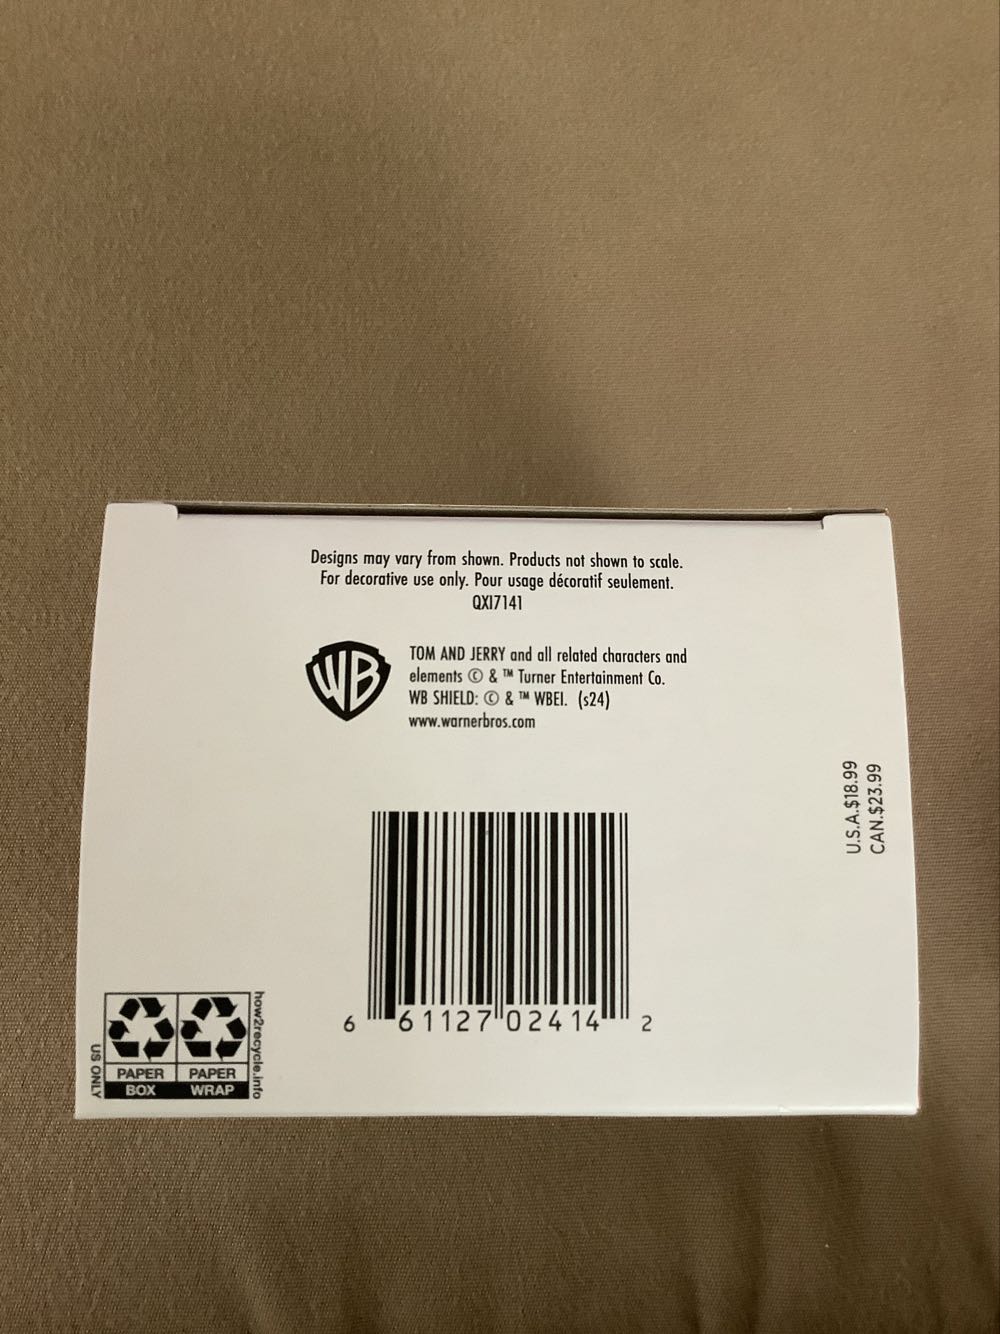 Designs may vary from shown. Products not shown to scale.
For decorative use only. Pour usage décoratif seulement.
QXI7141
WB
TOM AND JERRY and all related characters and
elements © & ™ Turner Entertainment Co.
WB SHIELD: © & ™ WBEI. (s24)
www.warnerbros.com
U.S.A.$18.99
CAN.$23.99
6 61127 02414 2
US ONLY
PAPER
BOX
PAPER
WRAP
how2recycle.info